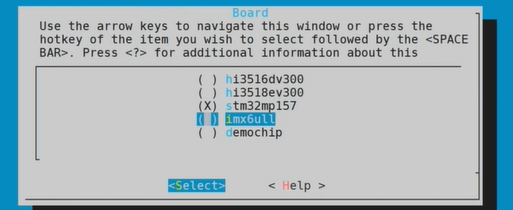 Board
Use the arrow keys to navigate this window or press the
hotkey of the item you wish to select followed by the <SPACE
BAR>. Press <?> for additional information about this
( ) hi3516dv300
( ) hi3518ev300
(X) stm32mp157
( ) imx6ull
( ) demochip
<Select> < Help >